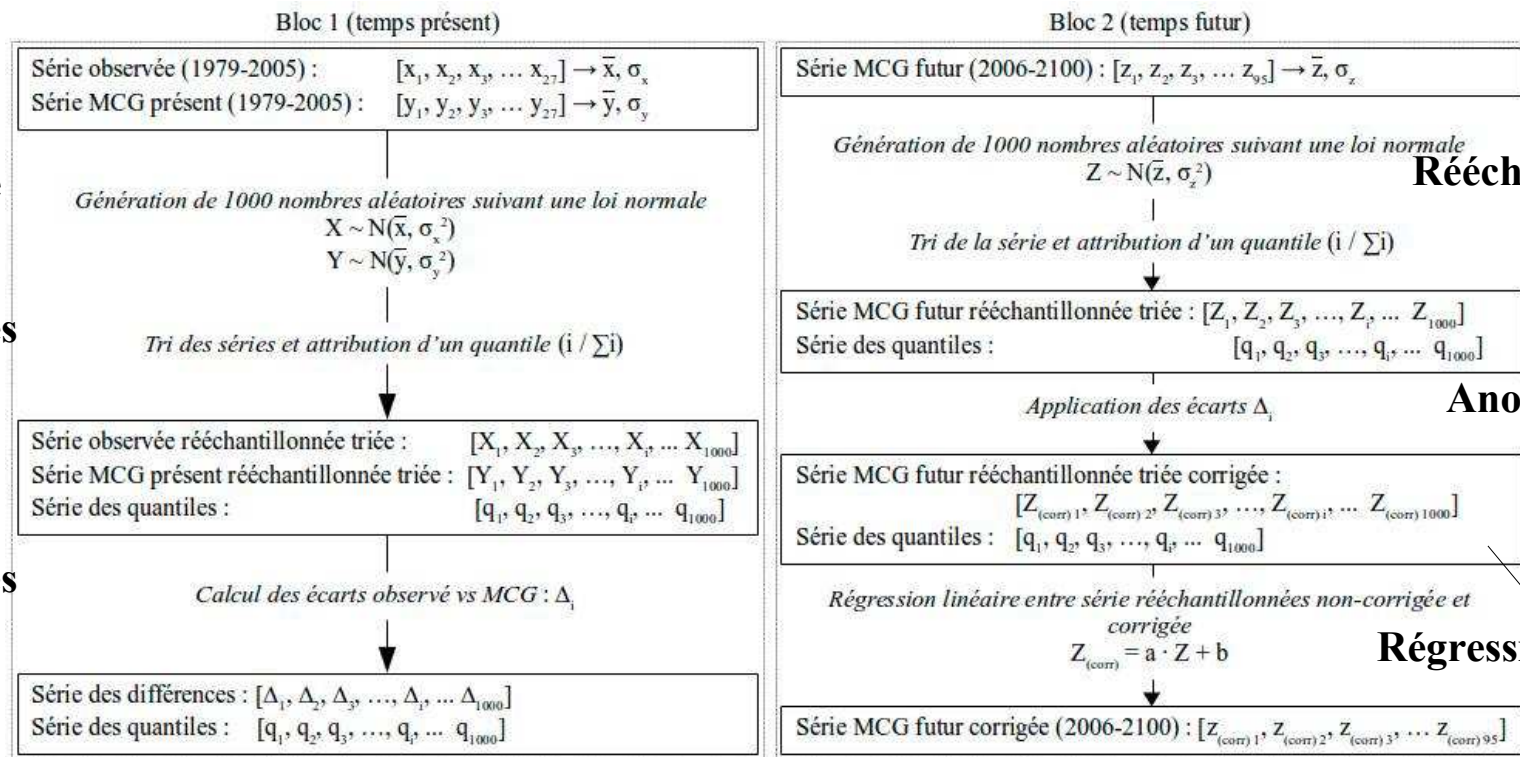 Bloc 1 (temps présent)
Série observée (1979-2005) : [x₁, x₂, x₃, … x₂₇] → x̅, σₓ
Série MCG présent (1979-2005) : [y₁, y₂, y₃, … y₂₇] → y̅, σ_y
Génération de 1000 nombres aléatoires suivant une loi normale
X ~ N(x̅, σₓ²)
Y ~ N(y̅, σ_y²)
Tri des séries et attribution d’un quantile (i / ∑i)
Série observée rééchantillonnée triée : [X₁, X₂, X₃, …, Xᵢ, ... X₁₀₀₀]
Série MCG présent rééchantillonnée triée : [Y₁, Y₂, Y₃, …, Yᵢ, ... Y₁₀₀₀]
Série des quantiles : [q₁, q₂, q₃, …, qᵢ, ... q₁₀₀₀]
Calcul des écarts observé vs MCG : Δᵢ
Série des différences : [Δ₁, Δ₂, Δ₃, …, Δᵢ, ... Δ₁₀₀₀]
Série des quantiles : [q₁, q₂, q₃, …, qᵢ, ... q₁₀₀₀]
Bloc 2 (temps futur)
Série MCG futur (2006-2100) : [z₁, z₂, z₃, … z₉₅] → z̅, σ_z
Génération de 1000 nombres aléatoires suivant une loi normale
Z ~ N(z̅, σ_z²)
Rééch
Tri de la série et attribution d’un quantile (i / ∑i)
Série MCG futur rééchantillonnée triée : [Z₁, Z₂, Z₃, …, Zᵢ, ... Z₁₀₀₀]
Série des quantiles : [q₁, q₂, q₃, …, qᵢ, ... q₁₀₀₀]
Application des écarts Δᵢ
Ano
Série MCG futur rééchantillonnée triée corrigée :
[Z₍corr₎ ₁, Z₍corr₎ ₂, Z₍corr₎ ₃, …, Z₍corr₎ ᵢ, ... Z₍corr₎ ₁₀₀₀]
Série des quantiles : [q₁, q₂, q₃, …, qᵢ, ... q₁₀₀₀]
Régression linéaire entre série rééchantillonnées non-corrigée et
corrigée
Z₍corr₎ = a · Z + b
Régressi
Série MCG futur corrigée (2006-2100) : [z₍corr₎ ₁, z₍corr₎ ₂, z₍corr₎ ₃, … z₍corr₎ ₉₅]